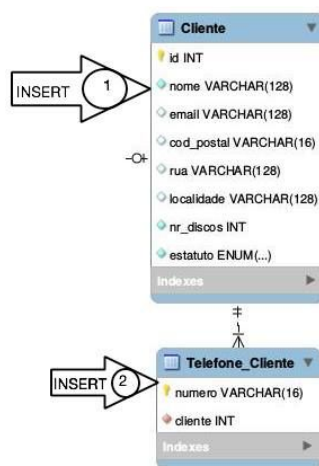 Cliente
id INT
INSERT 1 nome VARCHAR(128)
email VARCHAR(128)
cod_postal VARCHAR(16)
rua VARCHAR(128)
localidade VARCHAR(128)
nr_discos INT
estatuto ENUM(...)
Indexes
Telefone_Cliente
INSERT 2 numero VARCHAR(16)
cliente INT
Indexes